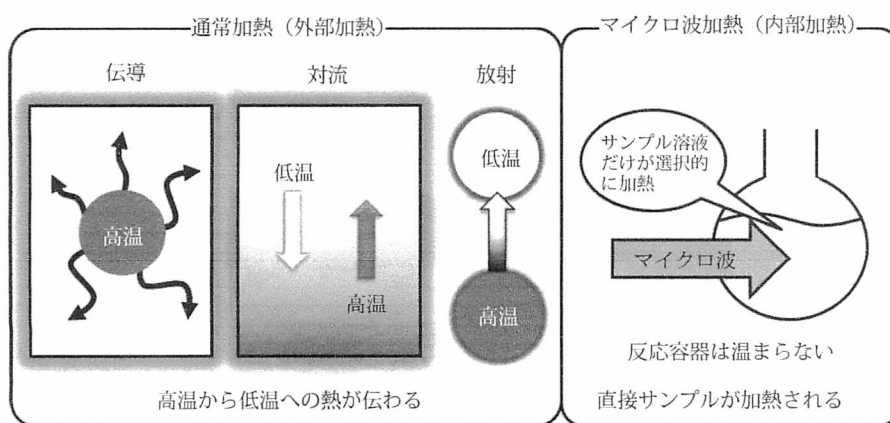 通常加熱（外部加熱）
伝導
対流
放射
高温
低温
高温
低温
高温
高温から低温への熱が伝わる
マイクロ波加熱（内部加熱）
サンプル溶液
だけが選択的
に加熱
マイクロ波
反応容器は温まらない
直接サンプルが加熱される